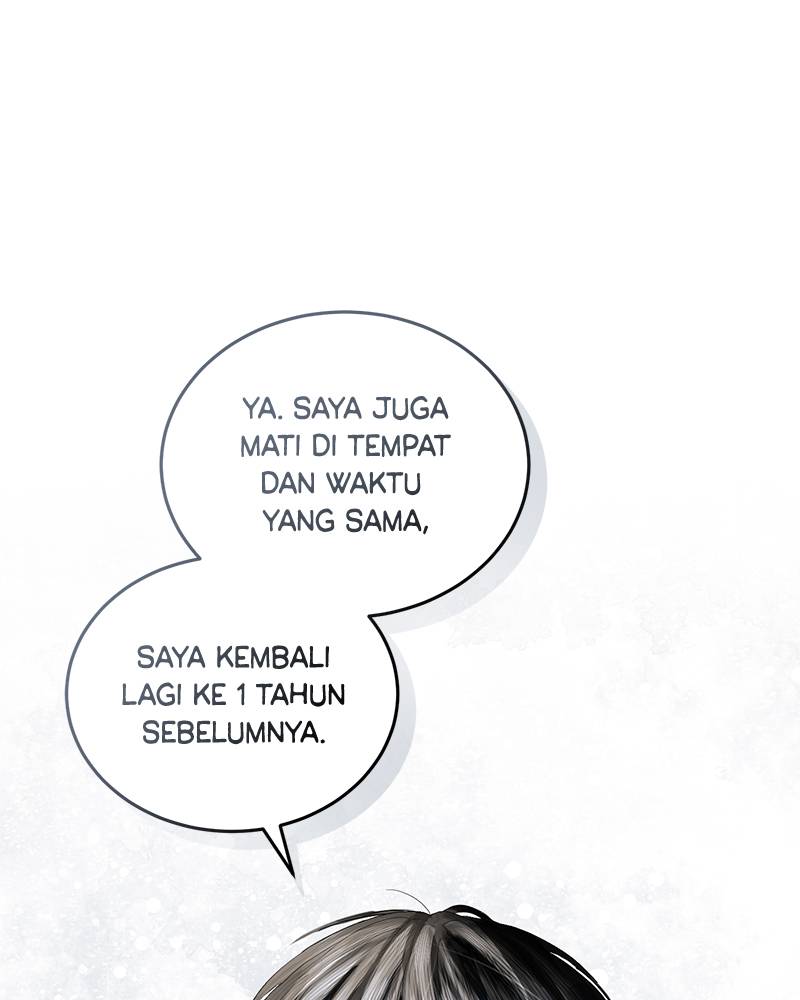 YA. SAYA JUGA
MATI DI TEMPAT
DAN WAKTU
YANG SAMA,
SAYA KEMBALI
LAGI KE 1 TAHUN
SEBELUMNYA.